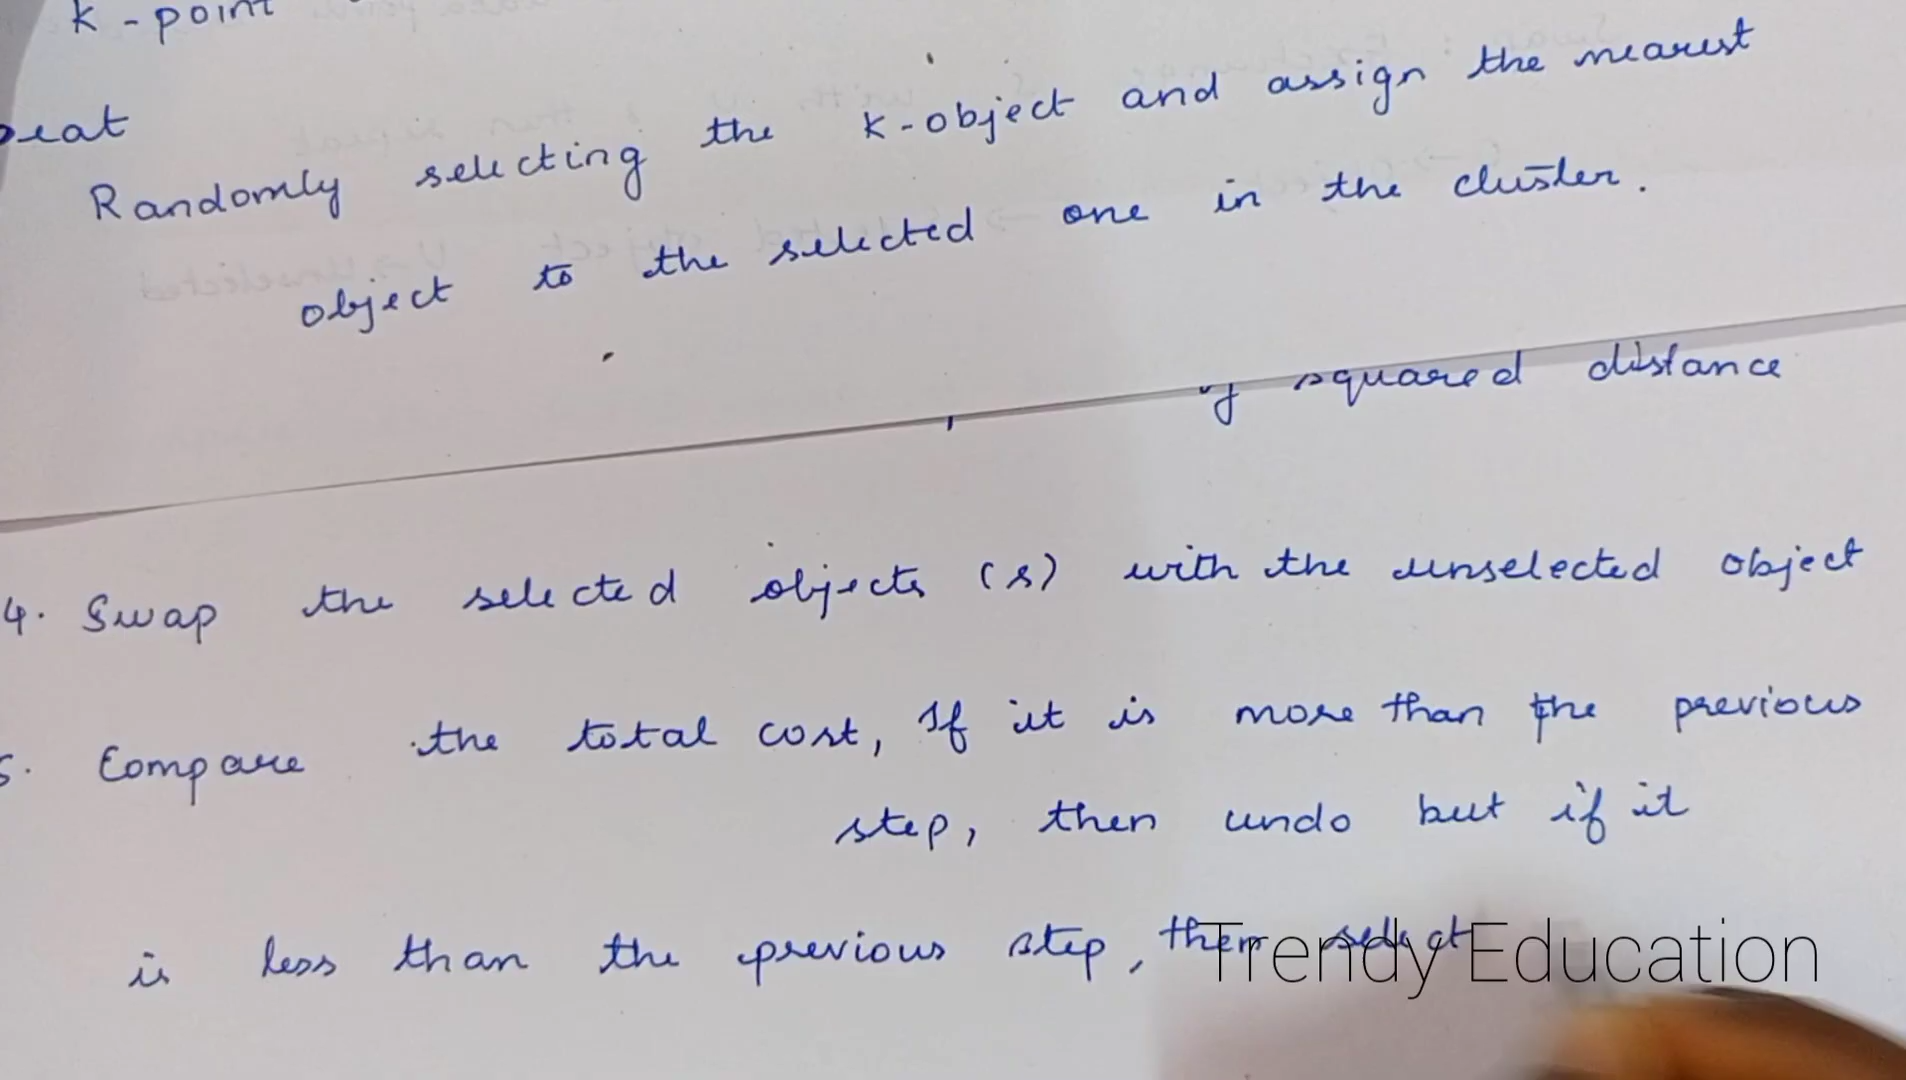 K-point
eat
Randomly selecting the K-object and assign the nearest
object to the selected one in the cluster.
squared distance
4. Swap the selected objects (s) with the unselected object
5. Compare the total cost, If it is more than the previous
step, then undo but if it
is less than the previous step, then select
Trendy Education